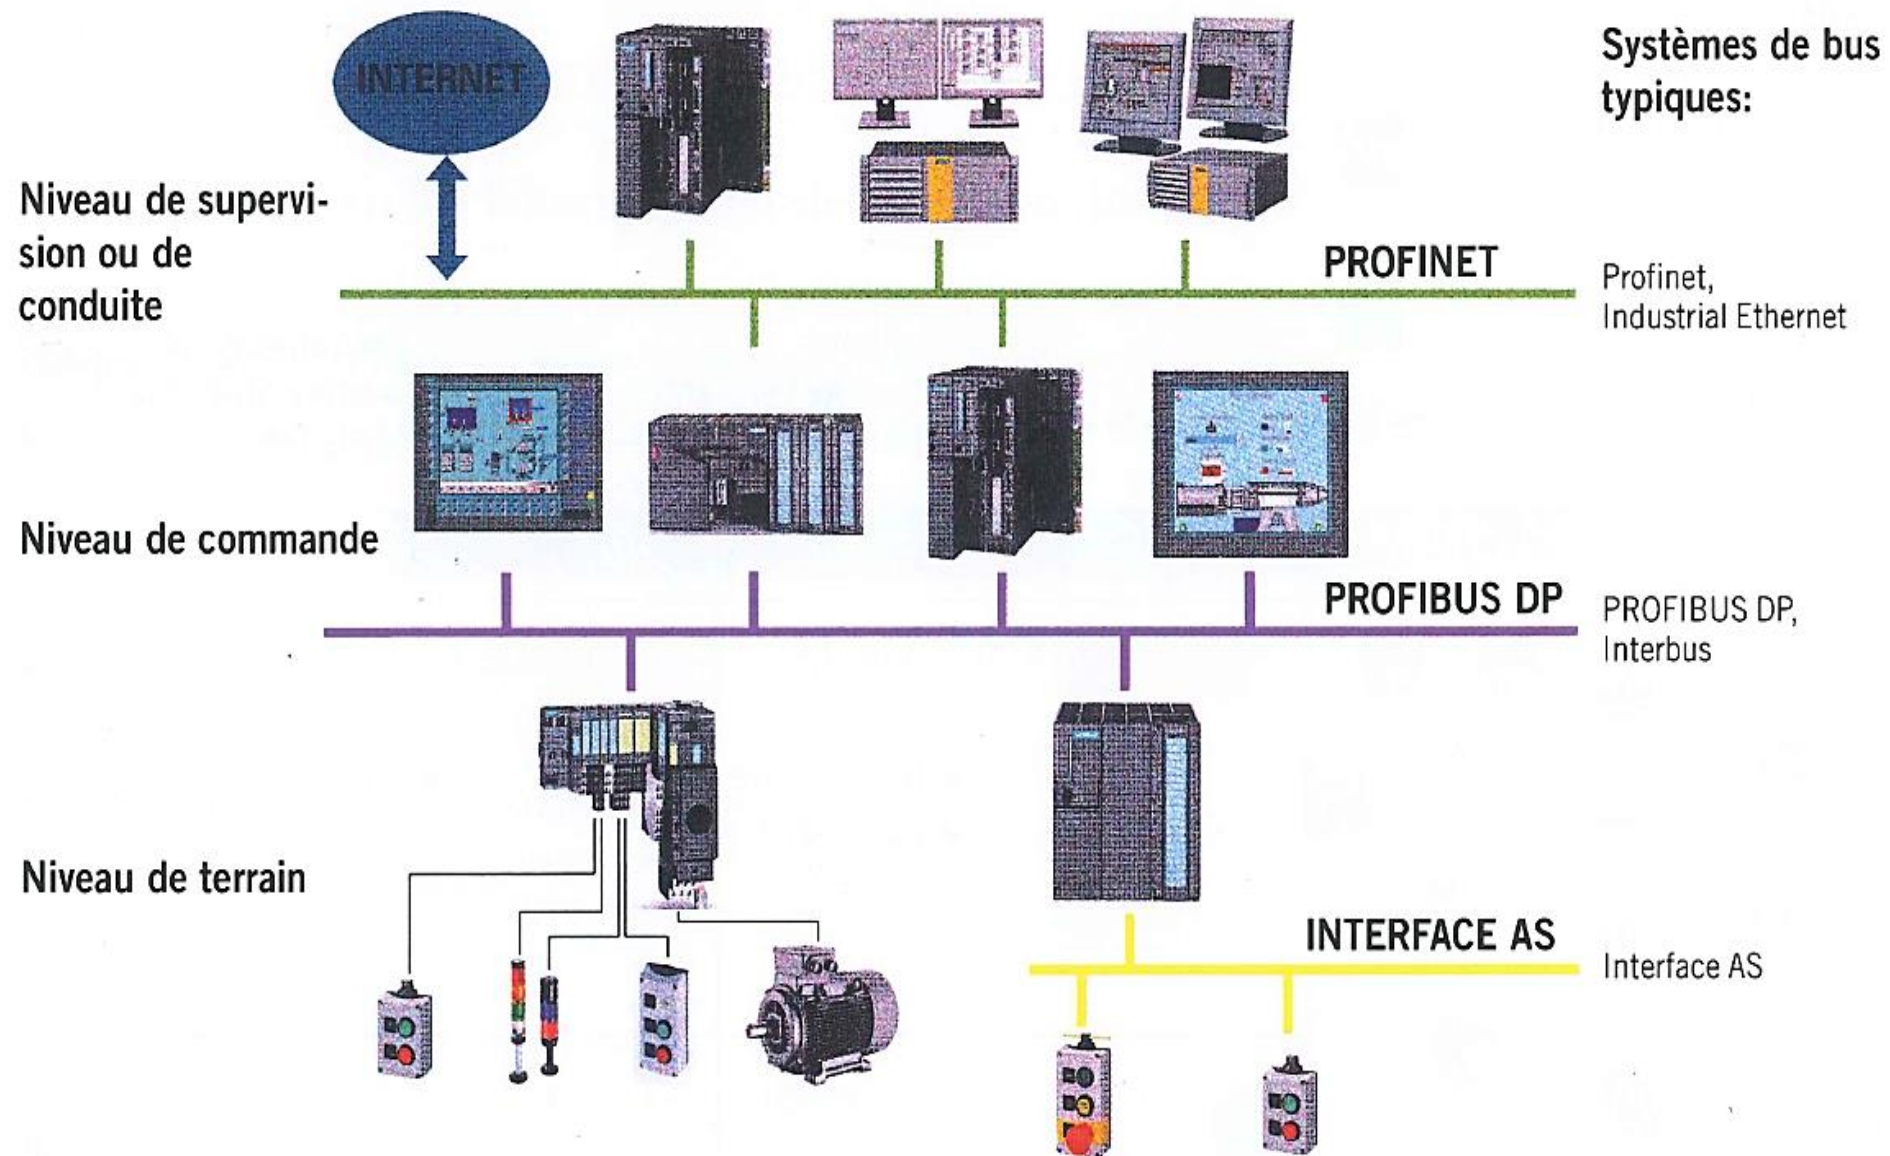 INTERNET
Systèmes de bus
typiques:
Niveau de supervi-
sion ou de
conduite
PROFINET
Profinet,
Industrial Ethernet
Niveau de commande
PROFIBUS DP
PROFIBUS DP,
Interbus
Niveau de terrain
INTERFACE AS
Interface AS